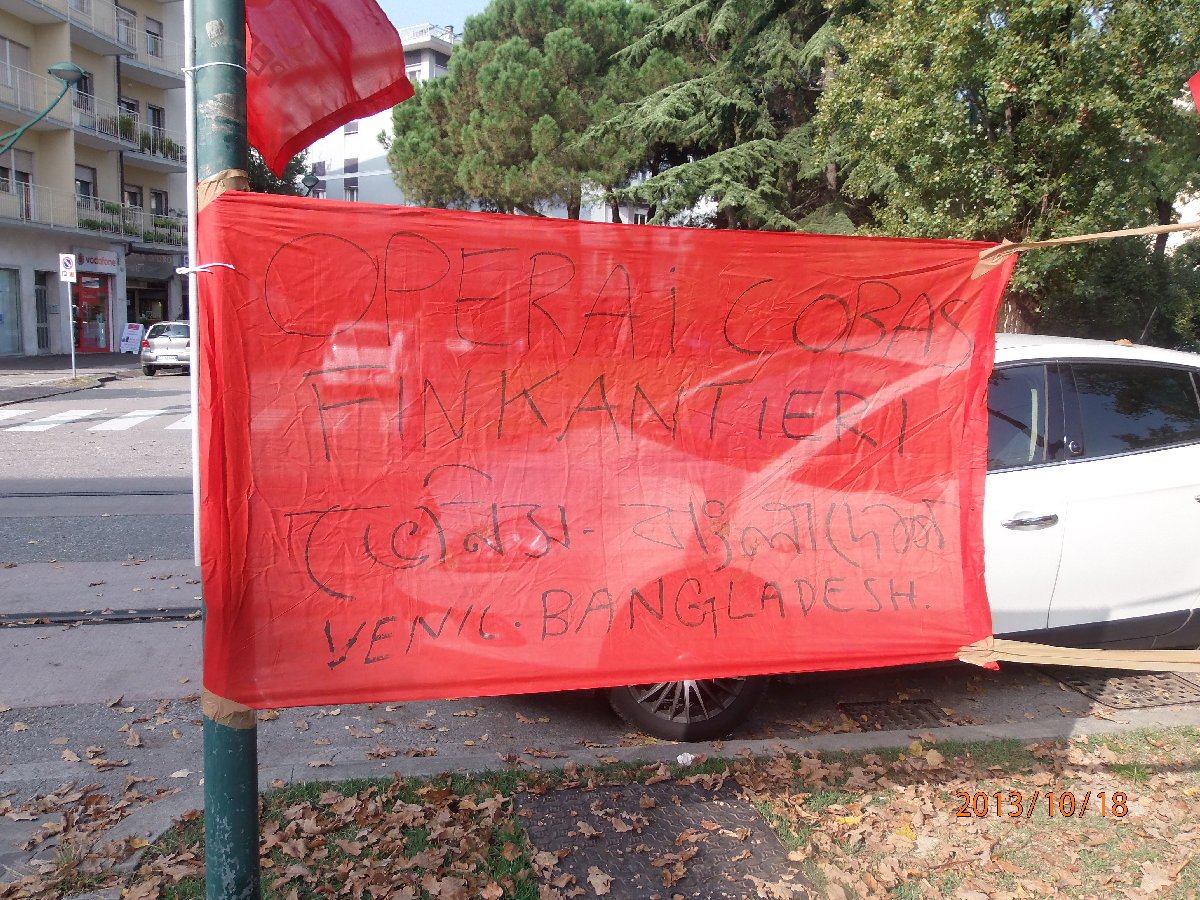 vodafone
OPERAi COBAS
FINKANTIERI
ভেনিস - বাংলাদেশ
VENIC. BANGLADESH.
2013/10/18